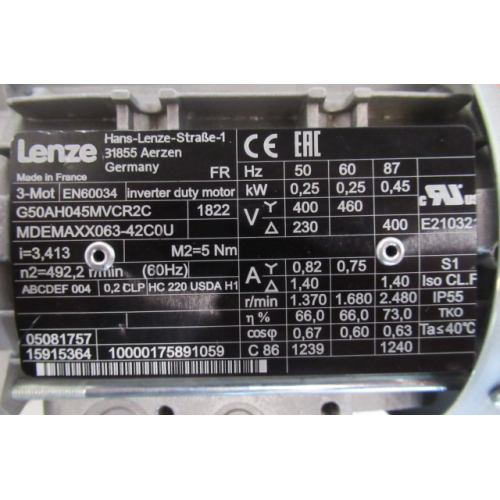 Lenze
Hans-Lenze-Straße-1
31855 Aerzen
Germany
Made in France
FR
CE EAC
3-Mot EN60034 inverter duty motor
G50AH045MVCR2C 1822
MDEMAXX063-42C0U
i=3,413 M2=5 Nm
n2=492,2 r/min (60Hz)
ABCDEF 004 0,2 CLP HC 220 USDA H1
05081757
15915364 10000175891059
Hz 50 60 87
kW 0,25 0,25 0,45
V Y 400 460
Δ 230 400
A Y 0,82 0,75
Δ 1,40 1,40
r/min 1.370 1.680 2.480
η % 66,0 66,0 73,0
cosφ 0,67 0,60 0,63
C 86 1239 1240
RU
E21032
S1
Iso CL.F
IP55
TKO
Ta≤40°C